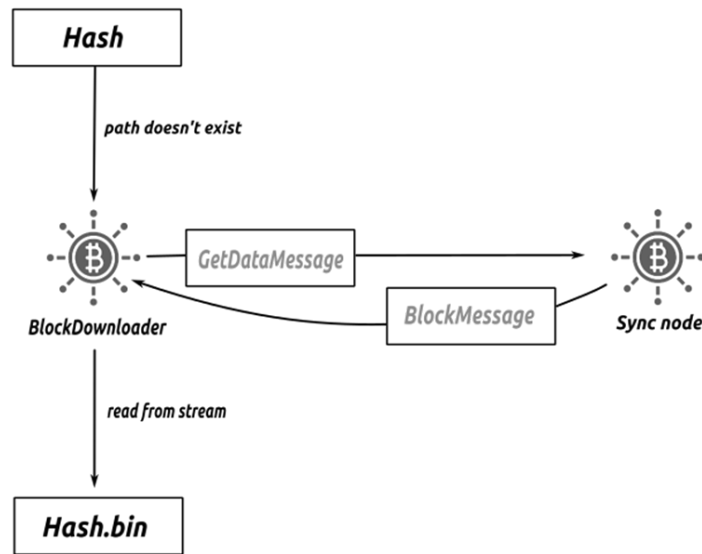 Hash
path doesn't exist
GetDataMessage
BlockMessage
BlockDownloader
Sync node
read from stream
Hash.bin